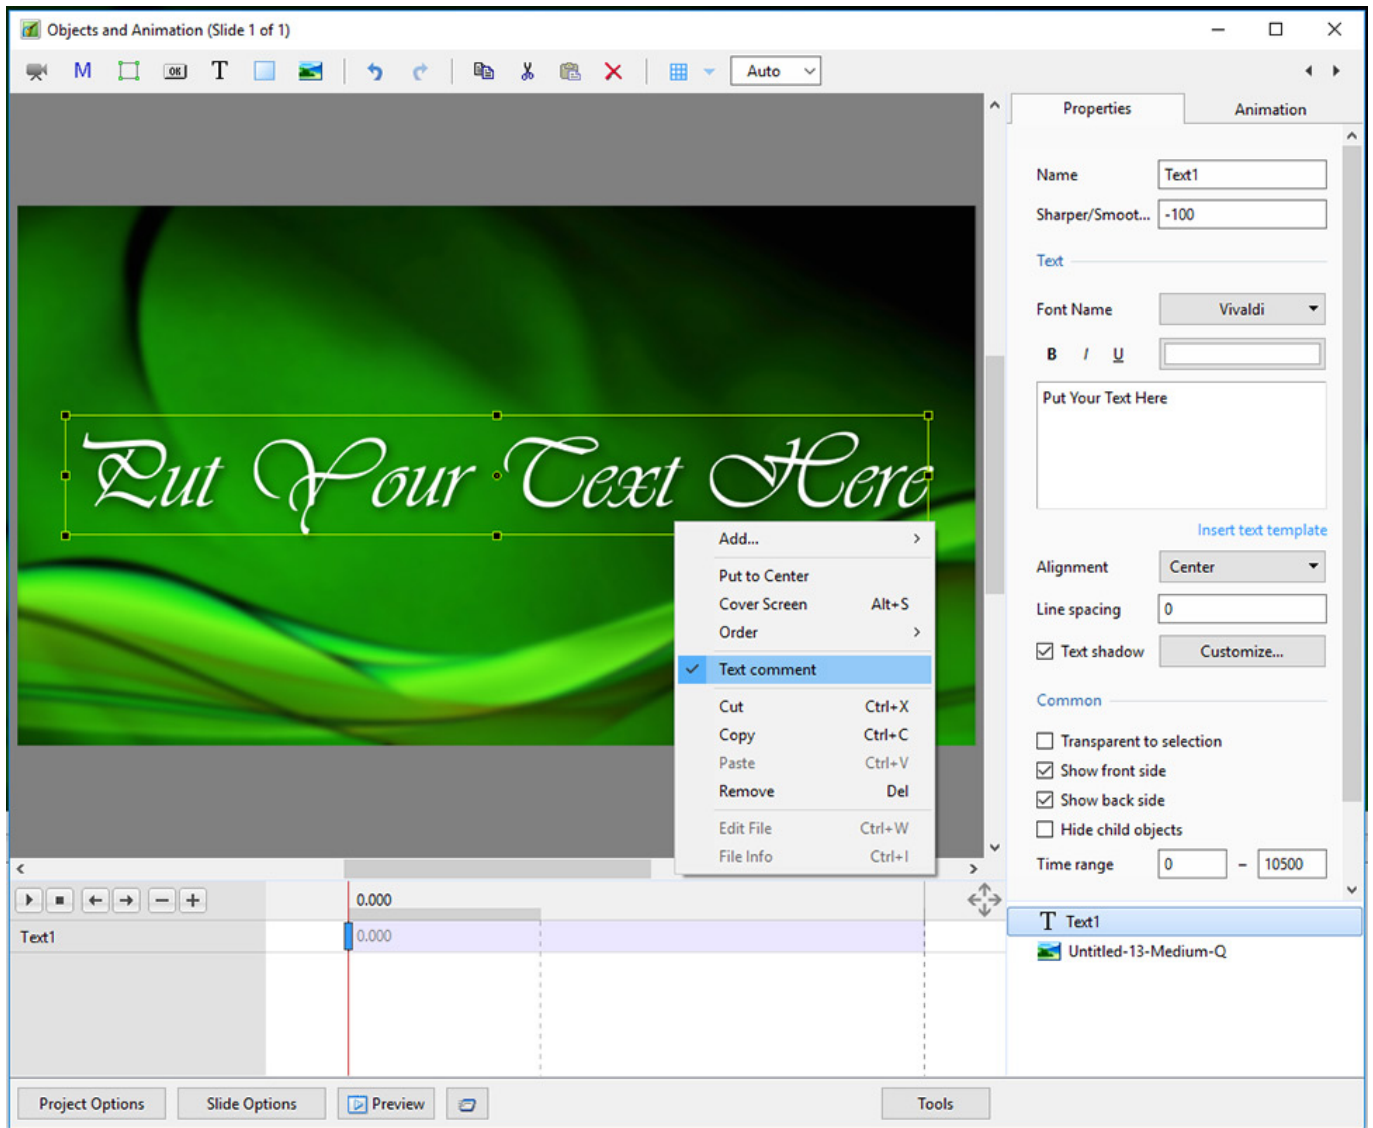 Objects and Animation (Slide 1 of 1)
M OK T Auto
Properties Animation
Name Text1
Sharper/Smoot... -100
Text
Font Name Vivaldi
B I U
Put Your Text Here
Insert text template
Alignment Center
Line spacing 0
Text shadow Customize...
Common
Transparent to selection
Show front side
Show back side
Hide child objects
Time range 0 – 10500
Put Your Text Here
Add...
Put to Center
Cover Screen Alt+S
Order
Text comment
Cut Ctrl+X
Copy Ctrl+C
Paste Ctrl+V
Remove Del
Edit File Ctrl+W
File Info Ctrl+I
0.000
Text1 0.000
T Text1
Untitled-13-Medium-Q
Project Options Slide Options Preview Tools